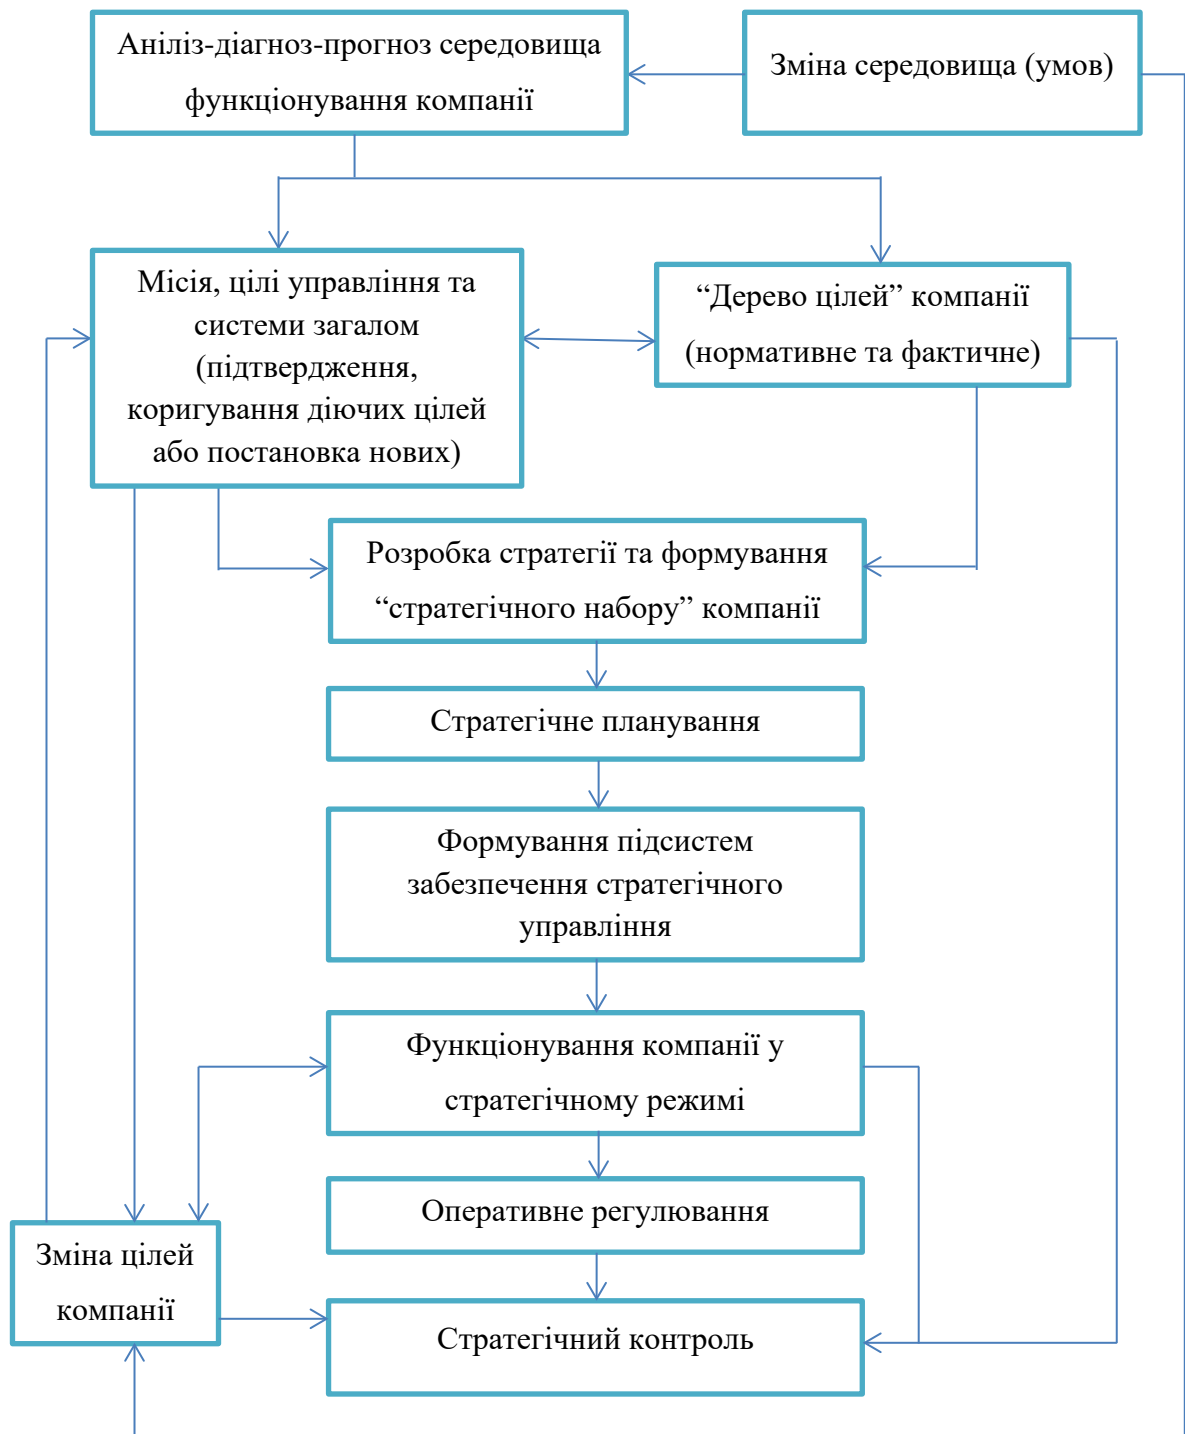 Аніліз-діагноз-прогноз середовища
функціонування компанії
Зміна середовища (умов)
Місія, цілі управління та
системи загалом
(підтвердження,
коригування діючих цілей
або постановка нових)
“Дерево цілей” компанії
(нормативне та фактичне)
Розробка стратегії та формування
“стратегічного набору” компанії
Стратегічне планування
Формування підсистем
забезпечення стратегічного
управління
Функціонування компанії у
стратегічному режимі
Оперативне регулювання
Зміна цілей
компанії
Стратегічний контроль